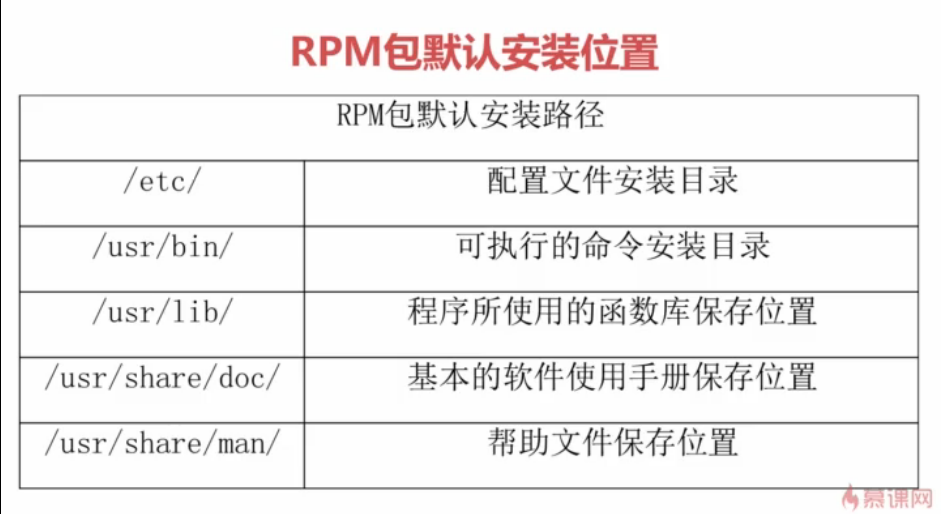 RPM包默认安装位置
RPM包默认安装路径
/etc/ 配置文件安装目录
/usr/bin/ 可执行的命令安装目录
/usr/lib/ 程序所使用的函数库保存位置
/usr/share/doc/ 基本的软件使用手册保存位置
/usr/share/man/ 帮助文件保存位置
慕课网